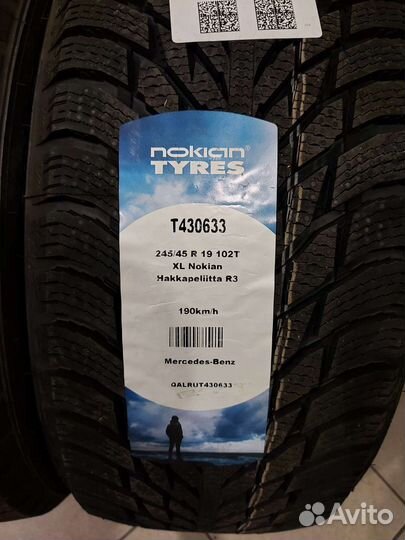 nokian®
TYRES
T430633
245/45 R 19 102T
XL Nokian
Hakkapeliitta R3
190km/h
Mercedes-Benz
QALRUT430633
Avito